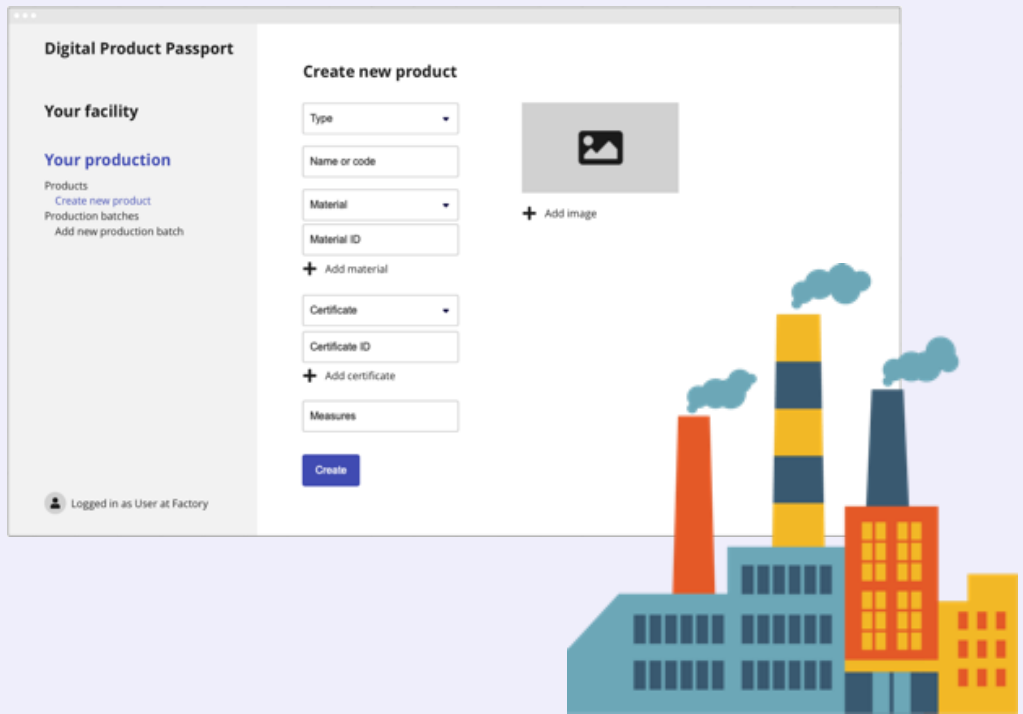 Digital Product Passport
Your facility
Your production
Products
Create new product
Production batches
Add new production batch
Logged in as User at Factory
Create new product
Type
Name or code
Material
Material ID
Add material
Certificate
Certificate ID
Add certificate
Measures
Create
Add image